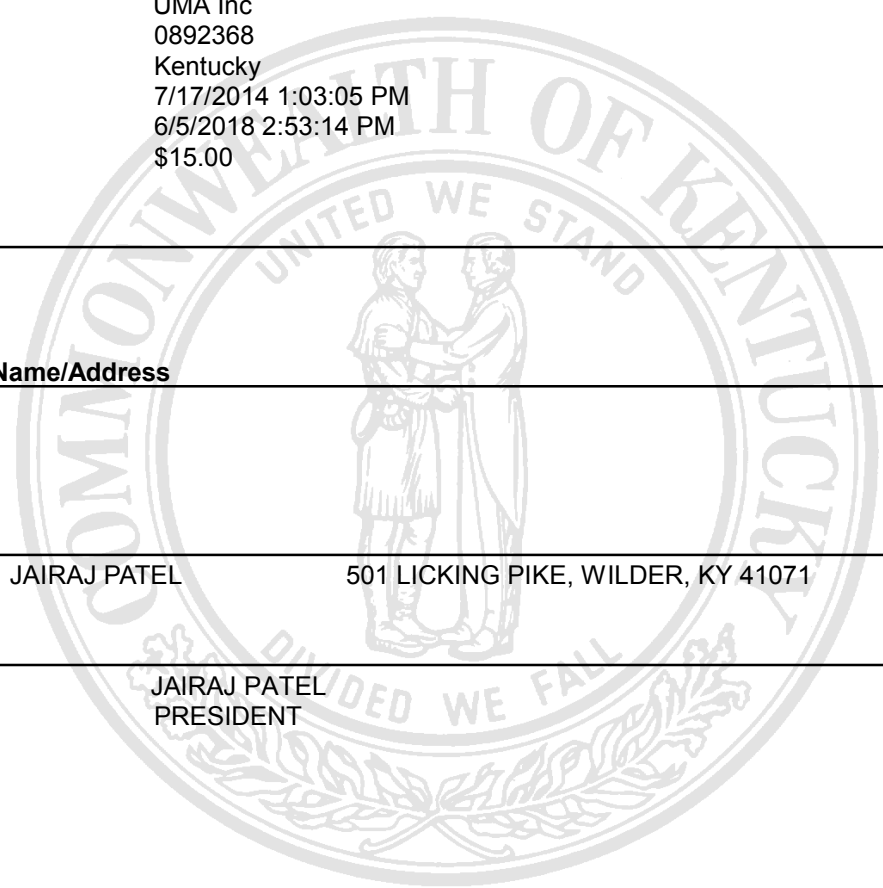 UMA Inc
0892368
Kentucky
7/17/2014 1:03:05 PM
6/5/2018 2:53:14 PM
$15.00
COMMONWEALTH OF KENTUCKY
UNITED WE STAND
Name/Address
JAIRAJ PATEL 501 LICKING PIKE, WILDER, KY 41071
DIVIDED WE FALL
JAIRAJ PATEL
PRESIDENT